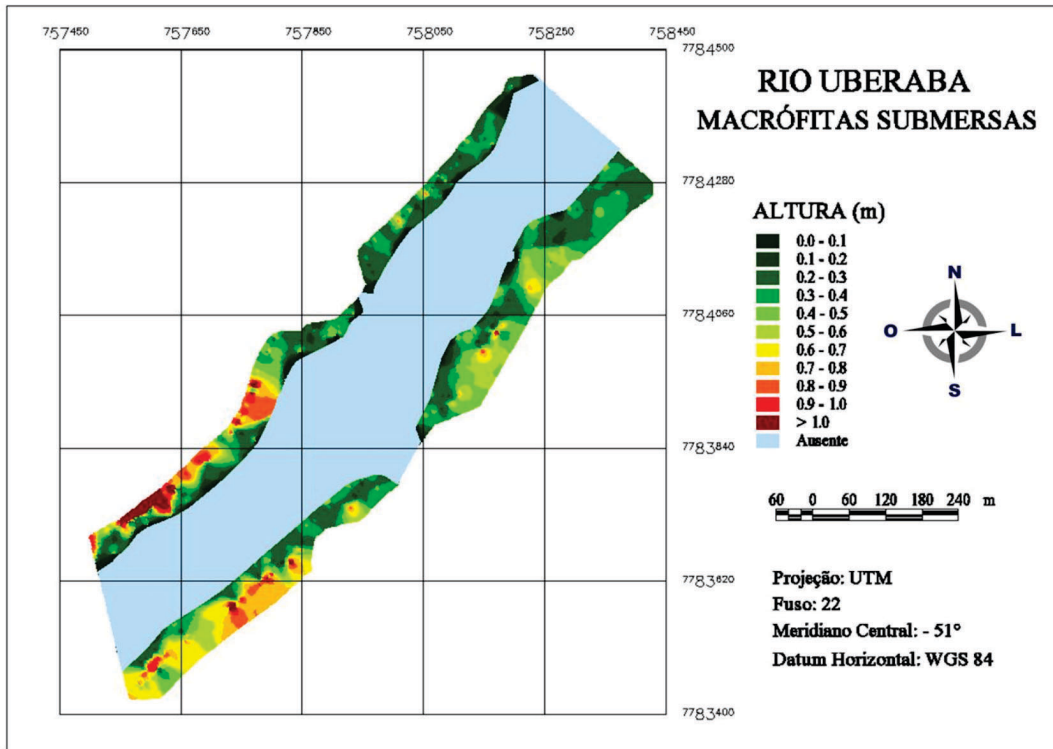 757450 757650 757850 758050 758250 758450
7784500
7784280
7784060
7783840
7783620
7783400
RIO UBERABA
MACRÓFITAS SUBMERSAS
ALTURA (m)
0.0 - 0.1
0.1 - 0.2
0.2 - 0.3
0.3 - 0.4
0.4 - 0.5
0.5 - 0.6
0.6 - 0.7
0.7 - 0.8
0.8 - 0.9
0.9 - 1.0
> 1.0
Ausente
N
O L
S
60 0 60 120 180 240 m
Projeção: UTM
Fuso: 22
Meridiano Central: - 51°
Datum Horizontal: WGS 84